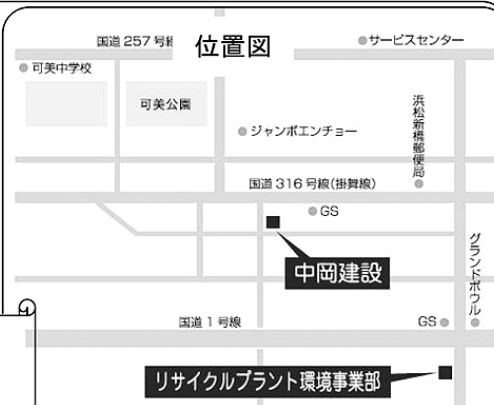 位置図
国道257号線
サービスセンター
可美中学校
可美公園
ジャンボエンチョー
浜松新橋郵便局
国道316号線(掛舞線)
GS
中岡建設
グランドボウル
国道1号線
GS
リサイクルプラント環境事業部